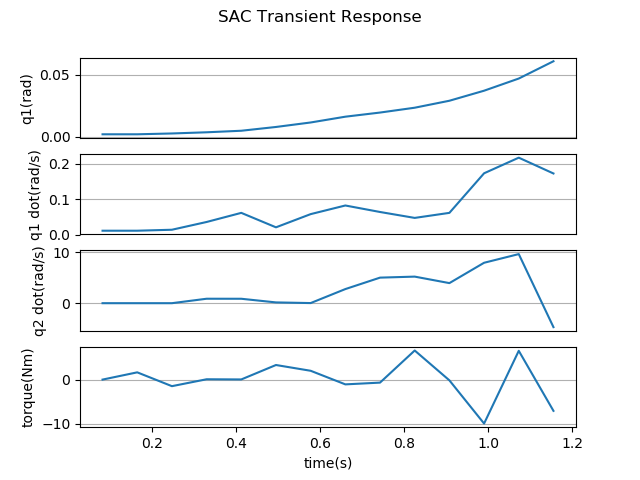 SAC Transient Response
q1(rad)
0.05
0.00
q1 dot(rad/s)
0.2
0.1
0.0
q2 dot(rad/s)
10
0
torque(Nm)
0
−10
0.2 0.4 0.6 0.8 1.0 1.2
time(s)